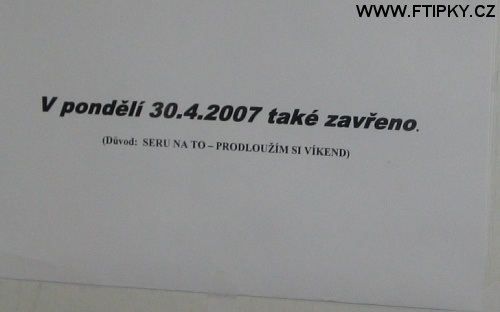 WWW.FTIPKY.CZ
V pondělí 30.4.2007 také zavřeno.
(Důvod: SERU NA TO – PRODLOUŽÍM SI VÍKEND)